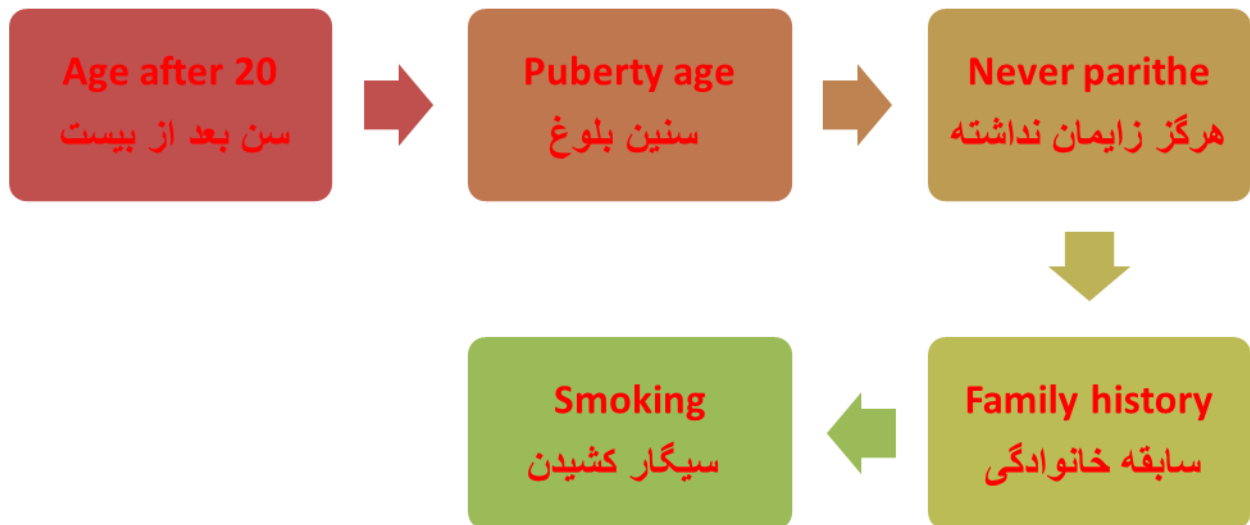 Age after 20
سن بعد از بیست
Puberty age
سنین بلوغ
Never parithe
هرگز زایمان نداشته
Family history
سابقه خانوادگی
Smoking
سیگار کشیدن